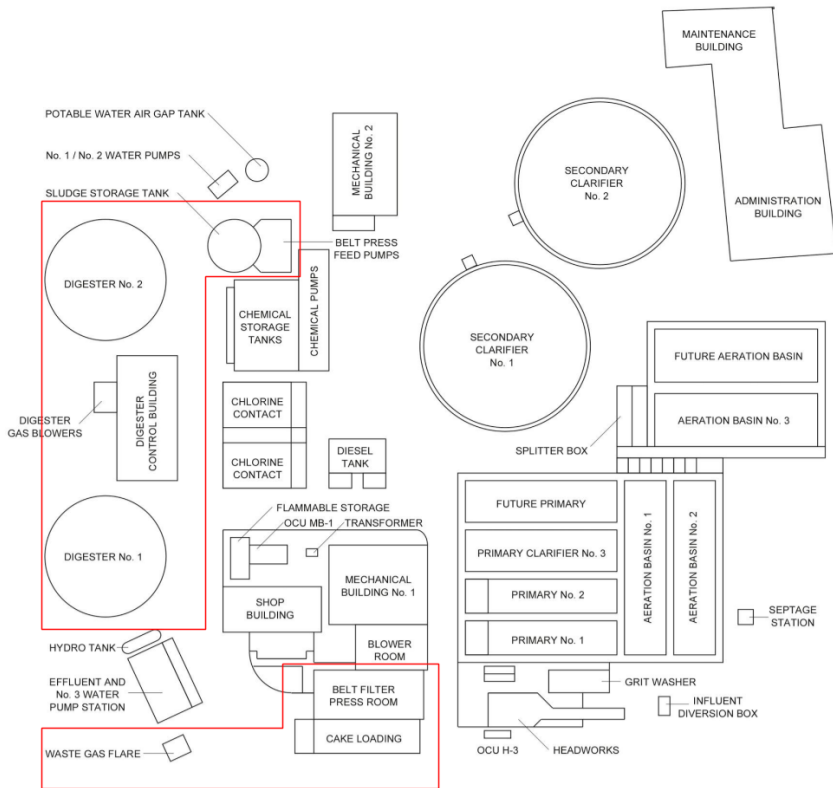 MAINTENANCE
BUILDING
POTABLE WATER AIR GAP TANK
No. 1 / No. 2 WATER PUMPS
SLUDGE STORAGE TANK
MECHANICAL
BUILDING No. 2
SECONDARY
CLARIFIER
No. 2
ADMINISTRATION
BUILDING
BELT PRESS
FEED PUMPS
DIGESTER No. 2
CHEMICAL
STORAGE
TANKS
CHEMICAL PUMPS
SECONDARY
CLARIFIER
No. 1
FUTURE AERATION BASIN
AERATION BASIN No. 3
DIGESTER
GAS BLOWERS
DIGESTER
CONTROL BUILDING
CHLORINE
CONTACT
CHLORINE
CONTACT
DIESEL
TANK
SPLITTER BOX
FLAMMABLE STORAGE
OCU MB-1
TRANSFORMER
FUTURE PRIMARY
PRIMARY CLARIFIER No. 3
PRIMARY No. 2
PRIMARY No. 1
AERATION BASIN No. 1
AERATION BASIN No. 2
DIGESTER No. 1
MECHANICAL
BUILDING No. 1
SHOP
BUILDING
SEPTAGE
STATION
HYDRO TANK
BLOWER
ROOM
EFFLUENT AND
No. 3 WATER
PUMP STATION
BELT FILTER
PRESS ROOM
GRIT WASHER
INFLUENT
DIVERSION BOX
WASTE GAS FLARE
CAKE LOADING
OCU H-3
HEADWORKS